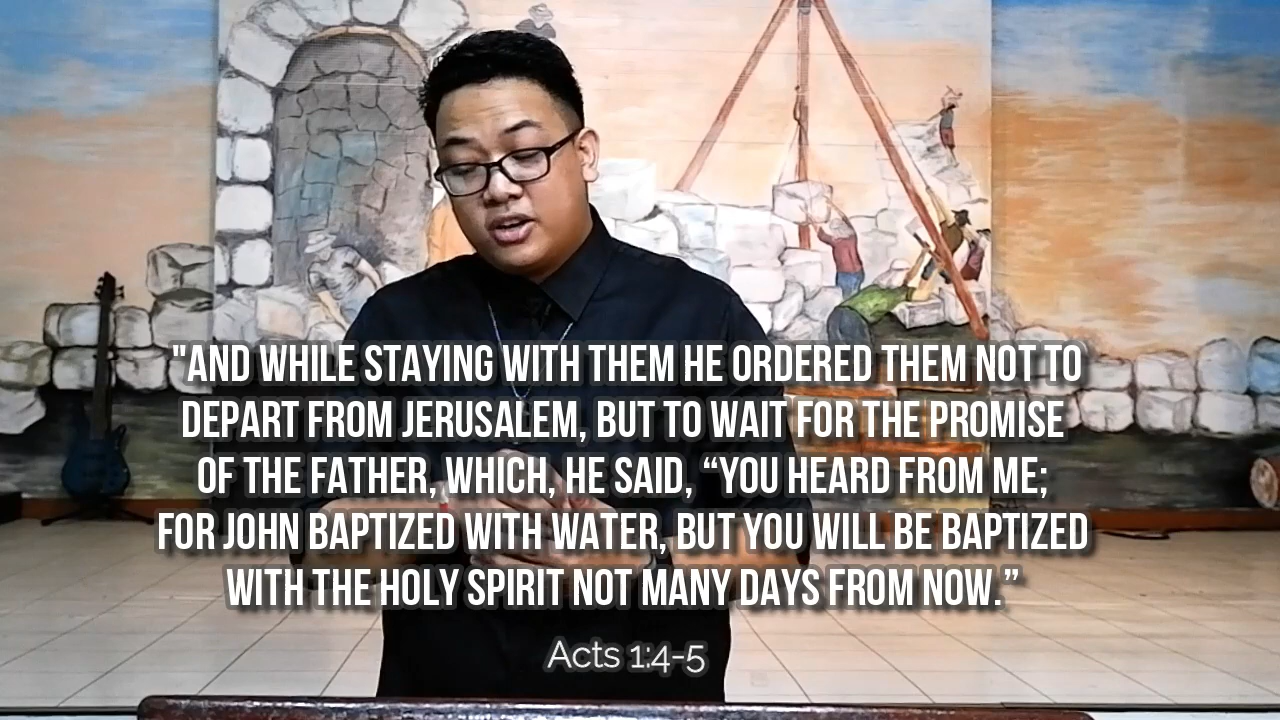 "AND WHILE STAYING WITH THEM HE ORDERED THEM NOT TO
DEPART FROM JERUSALEM, BUT TO WAIT FOR THE PROMISE
OF THE FATHER, WHICH, HE SAID, “YOU HEARD FROM ME;
FOR JOHN BAPTIZED WITH WATER, BUT YOU WILL BE BAPTIZED
WITH THE HOLY SPIRIT NOT MANY DAYS FROM NOW.”
Acts 1:4-5